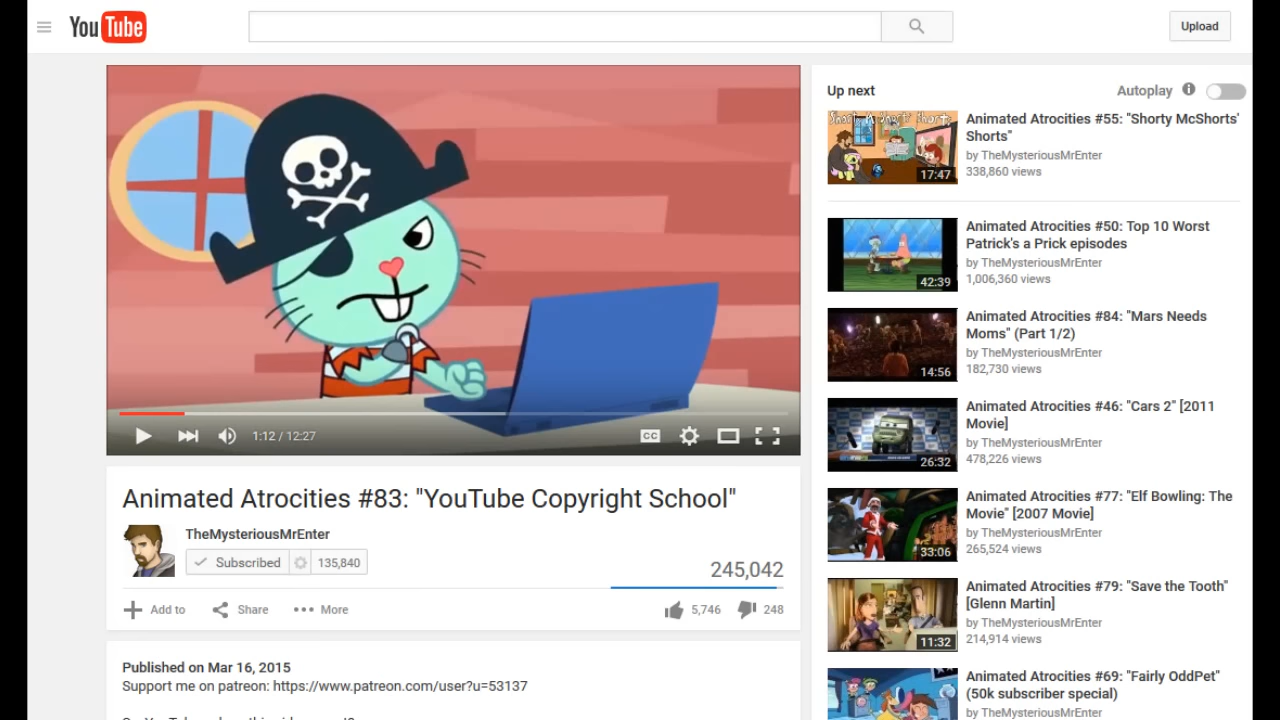 YouTube
Upload
1:12 / 12:27
CC
Animated Atrocities #83: "YouTube Copyright School"
TheMysteriousMrEnter
Subscribed 135,840
245,042
Add to Share More 5,746 248
Published on Mar 16, 2015
Support me on patreon: https://www.patreon.com/user?u=53137
Up next Autoplay
Animated Atrocities #55: "Shorty McShorts'
Shorts"
by TheMysteriousMrEnter
338,860 views
17:47
Animated Atrocities #50: Top 10 Worst
Patrick's a Prick episodes
by TheMysteriousMrEnter
1,006,360 views
42:39
Animated Atrocities #84: "Mars Needs
Moms" (Part 1/2)
by TheMysteriousMrEnter
182,730 views
14:56
Animated Atrocities #46: "Cars 2" [2011
Movie]
by TheMysteriousMrEnter
478,226 views
26:32
Animated Atrocities #77: "Elf Bowling: The
Movie" [2007 Movie]
by TheMysteriousMrEnter
265,524 views
33:06
Animated Atrocities #79: "Save the Tooth"
[Glenn Martin]
by TheMysteriousMrEnter
214,914 views
11:32
Animated Atrocities #69: "Fairly OddPet"
(50k subscriber special)
by TheMysteriousMrEnter